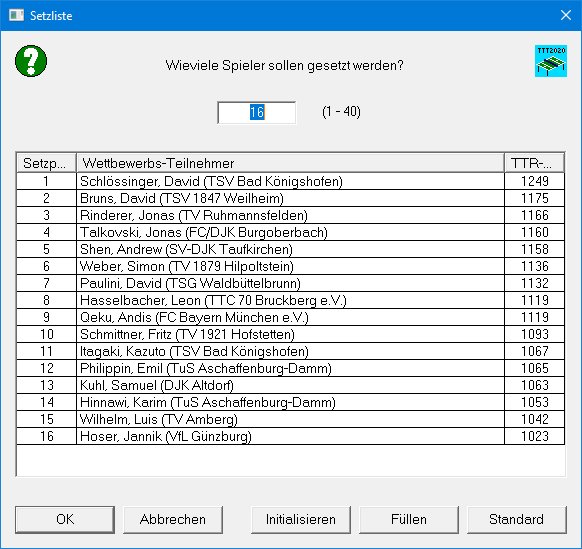 Setzliste
TTT2020
Wieviele Spieler sollen gesetzt werden?
16 (1 - 40)
Setzp... Wettbewerbs-Teilnehmer TTR-...
1 Schlössinger, David (TSV Bad Königshofen) 1249
2 Bruns, David (TSV 1847 Weilheim) 1175
3 Rinderer, Jonas (TV Ruhmannsfelden) 1166
4 Talkovski, Jonas (FC/DJK Burgoberbach) 1160
5 Shen, Andrew (SV-DJK Taufkirchen) 1158
6 Weber, Simon (TV 1879 Hilpoltstein) 1136
7 Paulini, David (TSG Waldbüttelbrunn) 1132
8 Hasselbacher, Leon (TTC 70 Bruckberg e.V.) 1119
9 Qeku, Andis (FC Bayern München e.V.) 1119
10 Schmittner, Fritz (TV 1921 Hofstetten) 1093
11 Itagaki, Kazuto (TSV Bad Königshofen) 1067
12 Philippin, Emil (TuS Aschaffenburg-Damm) 1065
13 Kuhl, Samuel (DJK Altdorf) 1063
14 Hinnawi, Karim (TuS Aschaffenburg-Damm) 1053
15 Wilhelm, Luis (TV Amberg) 1042
16 Hoser, Jannik (VfL Günzburg) 1023
OK Abbrechen Initialisieren Füllen Standard